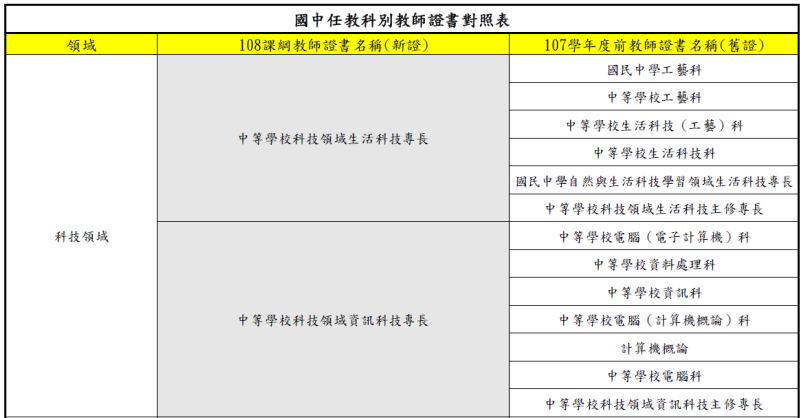 國中任教科別教師證書對照表
領域 108課綱教師證書名稱(新證) 107學年度前教師證書名稱(舊證)
科技領域
中等學校科技領域生活科技專長
國民中學工藝科
中等學校工藝科
中等學校生活科技（工藝）科
中等學校生活科技科
國民中學自然與生活科技學習領域生活科技專長
中等學校科技領域生活科技主修專長
中等學校科技領域資訊科技專長
中等學校電腦（電子計算機）科
中等學校資料處理科
中等學校資訊科
中等學校電腦（計算機概論）科
計算機概論
中等學校電腦科
中等學校科技領域資訊科技主修專長